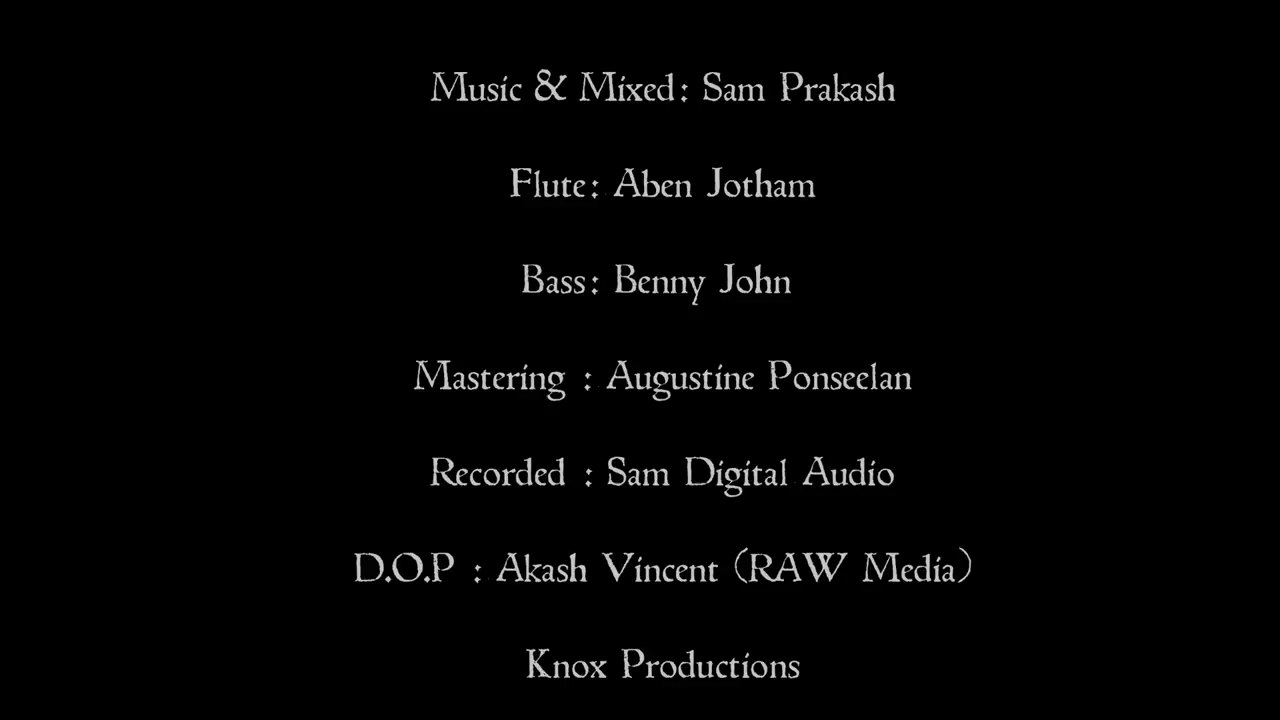 Music & Mixed: Sam Prakash
Flute: Aben Jotham
Bass: Benny John
Mastering : Augustine Ponseelan
Recorded : Sam Digital Audio
D.O.P : Akash Vincent (RAW Media)
Knox Productions